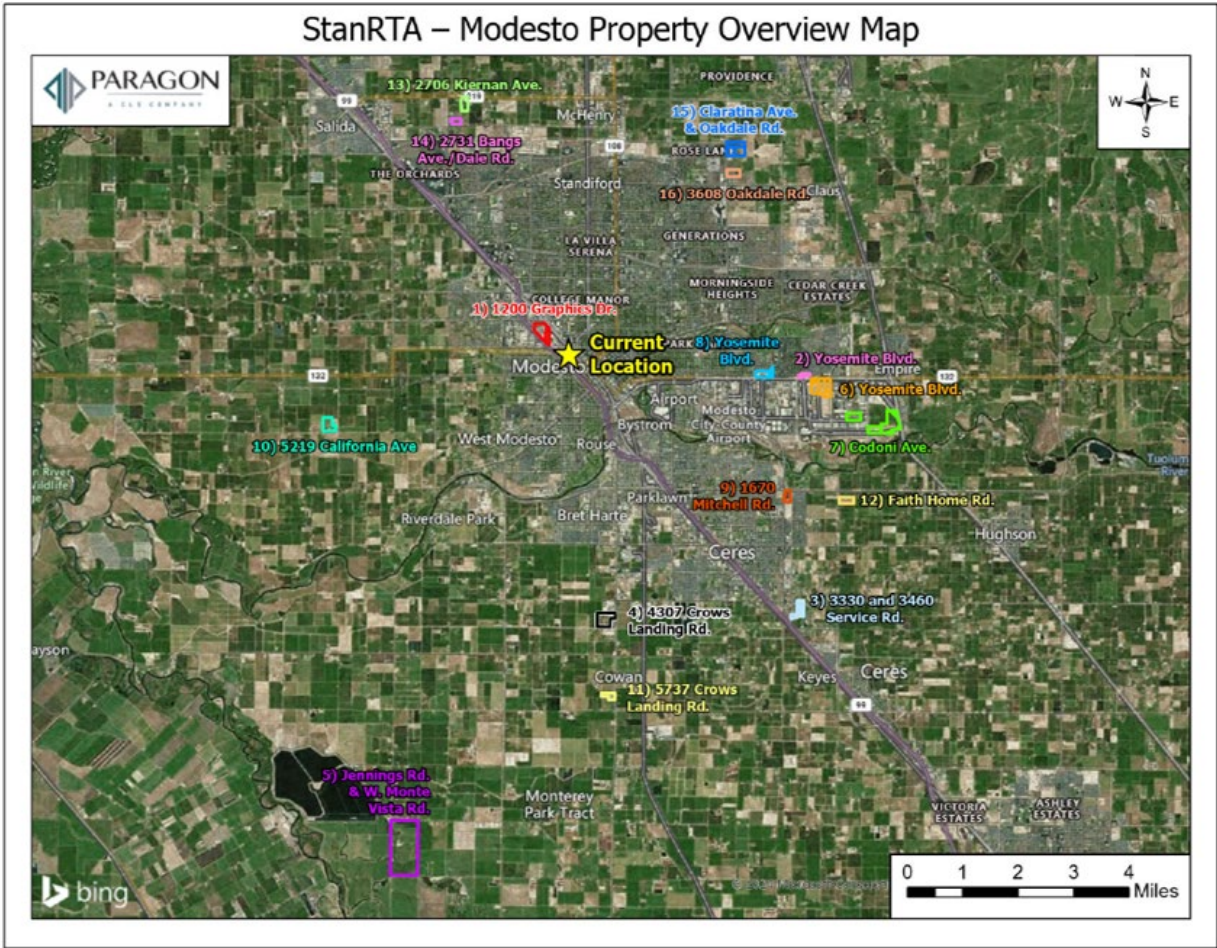 StanRTA – Modesto Property Overview Map
PARAGON
A CLS COMPANY
N
W E
S
13) 2706 Kiernan Ave.
219
99
Salida
McHenry
PROVIDENCE
15) Claratina Ave.
& Oakdale Rd.
14) 2731 Bangs
Ave./Dale Rd.
108
THE ORCHARDS
Standiford
16) 3608 Oakdale Rd.
Claus
LA VILLA
SERENA
GENERATIONS
MORNINGSIDE
HEIGHTS
CEDAR CREEK
ESTATES
COLLEGE MANOR
1) 1200 Graphics Dr.
Current
Location
Modesto
8) Yosemite
Blvd.
2) Yosemite Blvd.
Empire
132
132
6) Yosemite Blvd.
Airport
Modesto
City-County
Airport
Bystrom
West Modesto
Rouse
10) 5219 California Ave
7) Codoni Ave.
Tuolum
River
n River
Wildlife
ge
9) 1670
Mitchell Rd.
Parklawn
12) Faith Home Rd.
Riverdale Park
Bret Harte
Hughson
Ceres
3) 3330 and 3460
Service Rd.
4) 4307 Crows
Landing Rd.
ayson
Cowan
Keyes
Ceres
11) 5737 Crows
Landing Rd.
99
5) Jennings Rd.
& W. Monte
Vista Rd.
Monterey
Park Tract
VICTORIA
ESTATES
ASHLEY
ESTATES
bing
0 1 2 3 4
Miles